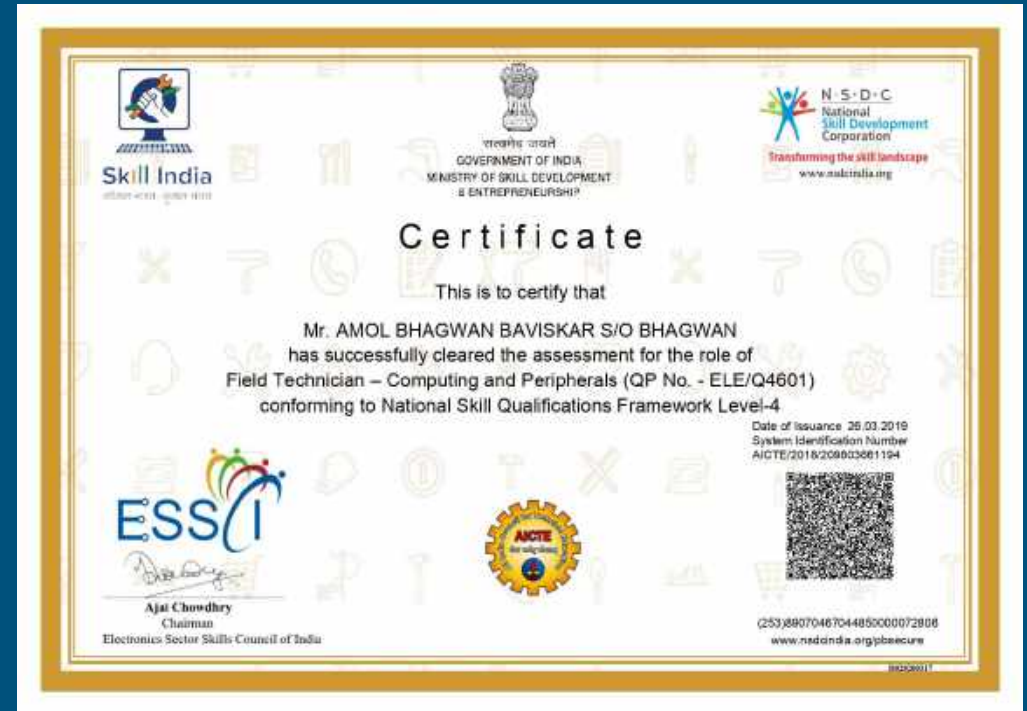 Skill India
सत्यमेव जयते
GOVERNMENT OF INDIA
MINISTRY OF SKILL DEVELOPMENT
& ENTREPRENEURSHIP
N·S·D·C
National
Skill Development
Corporation
Transforming the skill landscape
www.nsdcindia.org
Certificate
This is to certify that
Mr. AMOL BHAGWAN BAVISKAR S/O BHAGWAN
has successfully cleared the assessment for the role of
Field Technician – Computing and Peripherals (QP No. - ELE/Q4601)
conforming to National Skill Qualifications Framework Level-4
Date of Issuance 26.03.2019
System Identification Number
AICTE/2018/209803661194
ESSCI
AICTE
Ajai Chowdhry
Chairman
Electronics Sector Skills Council of India
(253)89070467044850000072806
www.nsdcindia.org/pbsecure